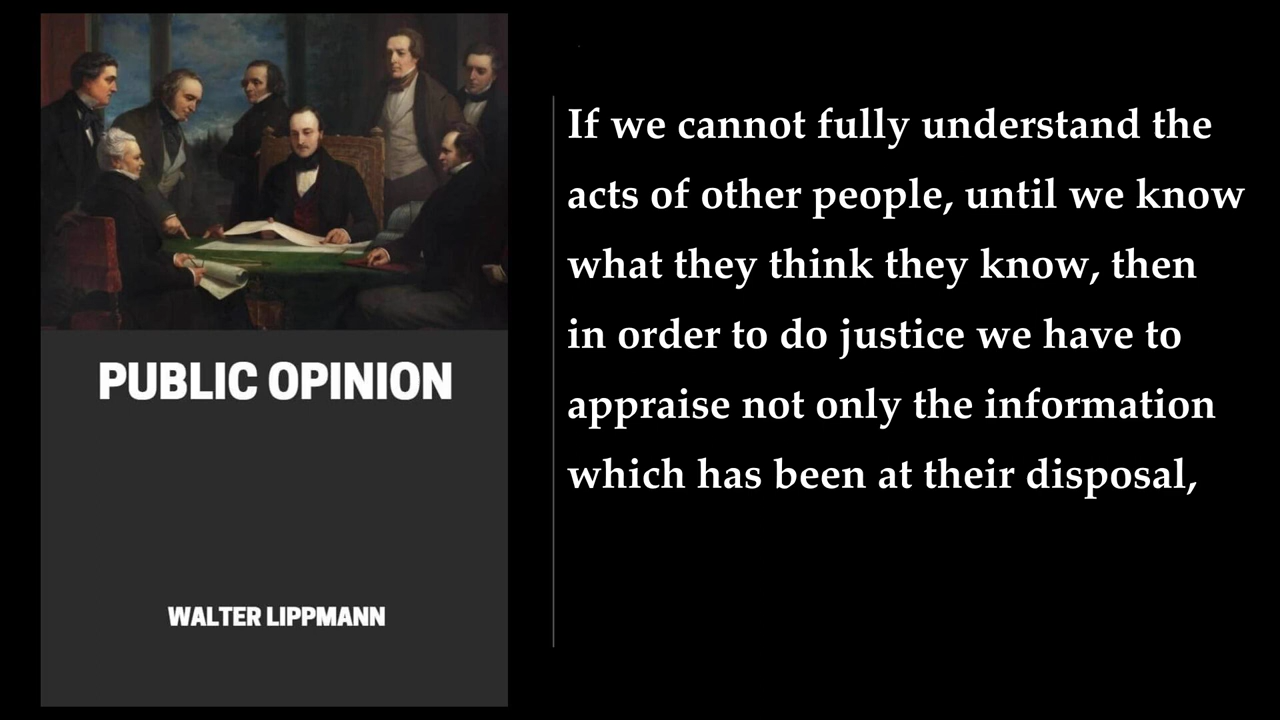 PUBLIC OPINION
WALTER LIPPMANN
If we cannot fully understand the
acts of other people, until we know
what they think they know, then
in order to do justice we have to
appraise not only the information
which has been at their disposal,